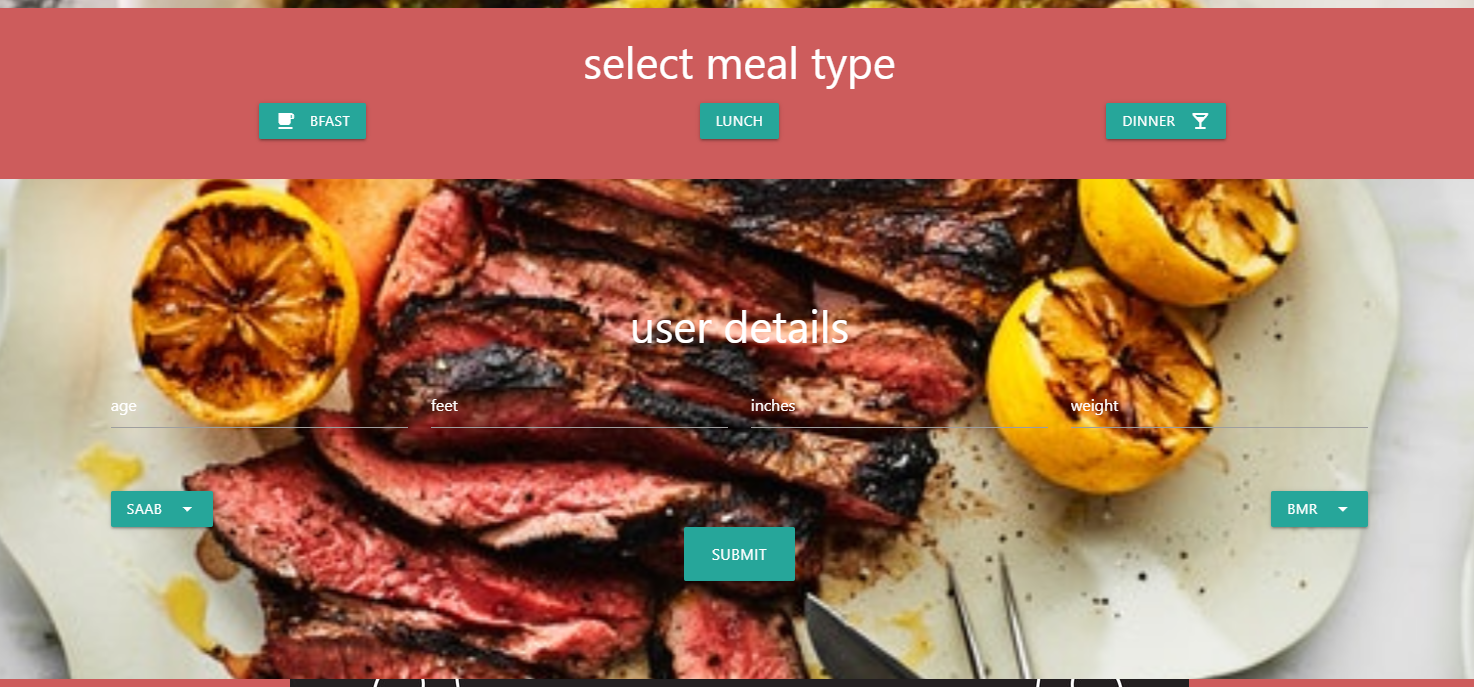 select meal type
BFAST
LUNCH
DINNER
user details
age
feet
inches
weight
SAAB
BMR
SUBMIT